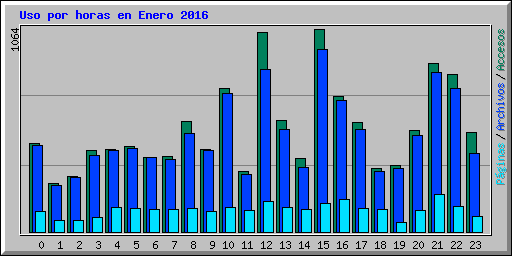 Uso por horas en Enero 2016
1064
Páginas / Archivos / Accesos
0 1 2 3 4 5 6 7 8 9 10 11 12 13 14 15 16 17 18 19 20 21 22 23